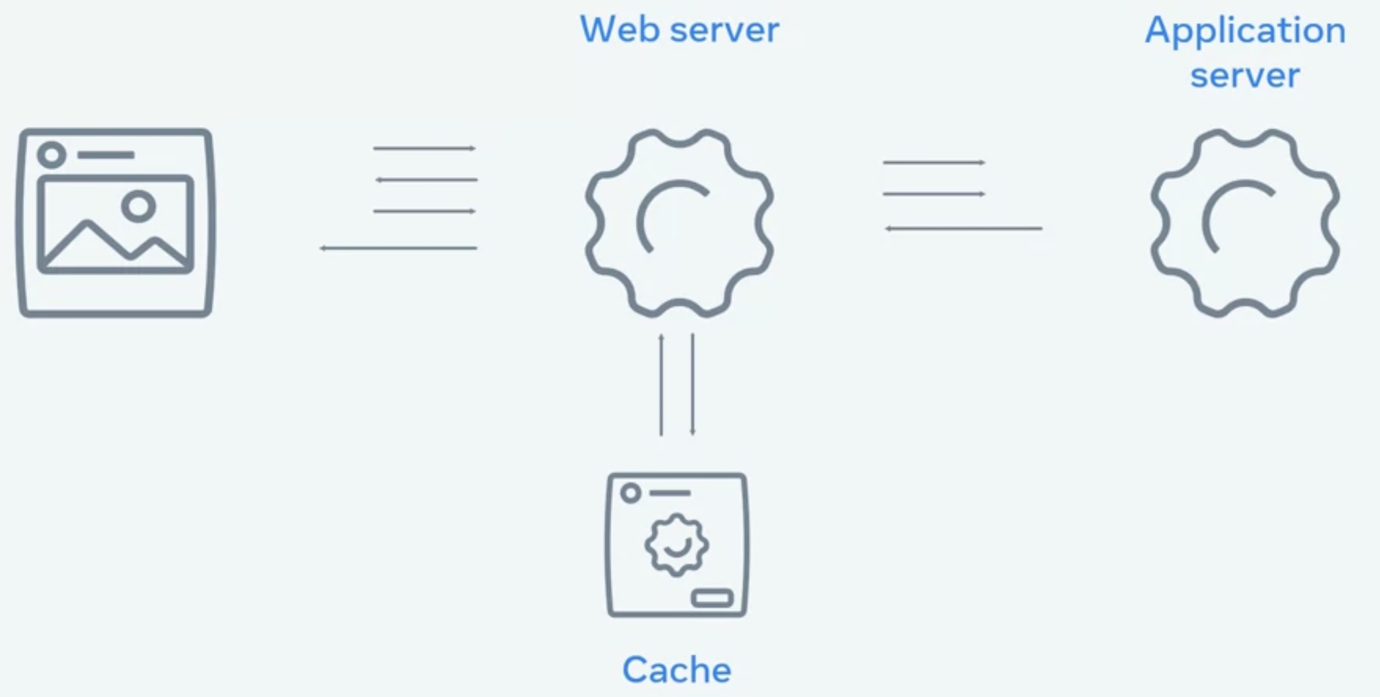 Web server
Application
server
Cache